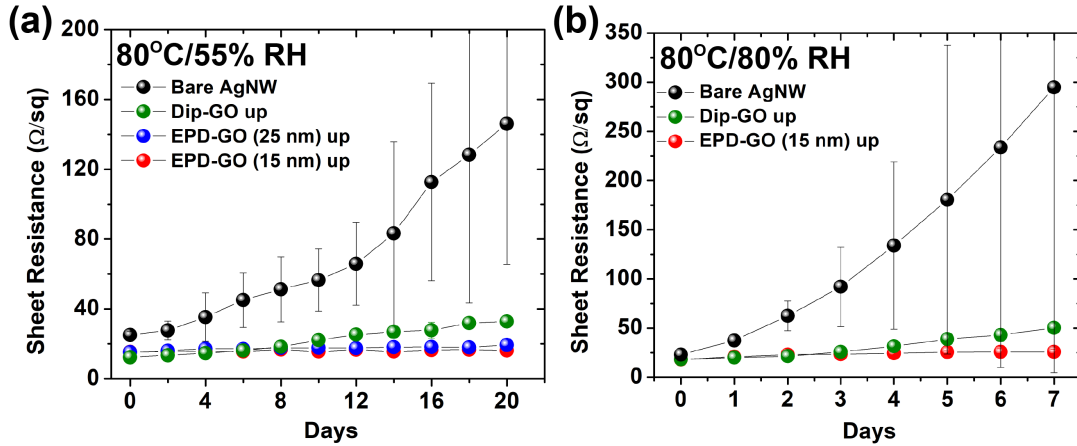 (a)
80°C/55% RH
Bare AgNW
Dip-GO up
EPD-GO (25 nm) up
EPD-GO (15 nm) up
Sheet Resistance (Ω/sq)
200
160
120
80
40
0
0 4 8 12 16 20
Days
(b)
80°C/80% RH
Bare AgNW
Dip-GO up
EPD-GO (15 nm) up
Sheet Resistance (Ω/sq)
350
300
250
200
150
100
50
0
0 1 2 3 4 5 6 7
Days